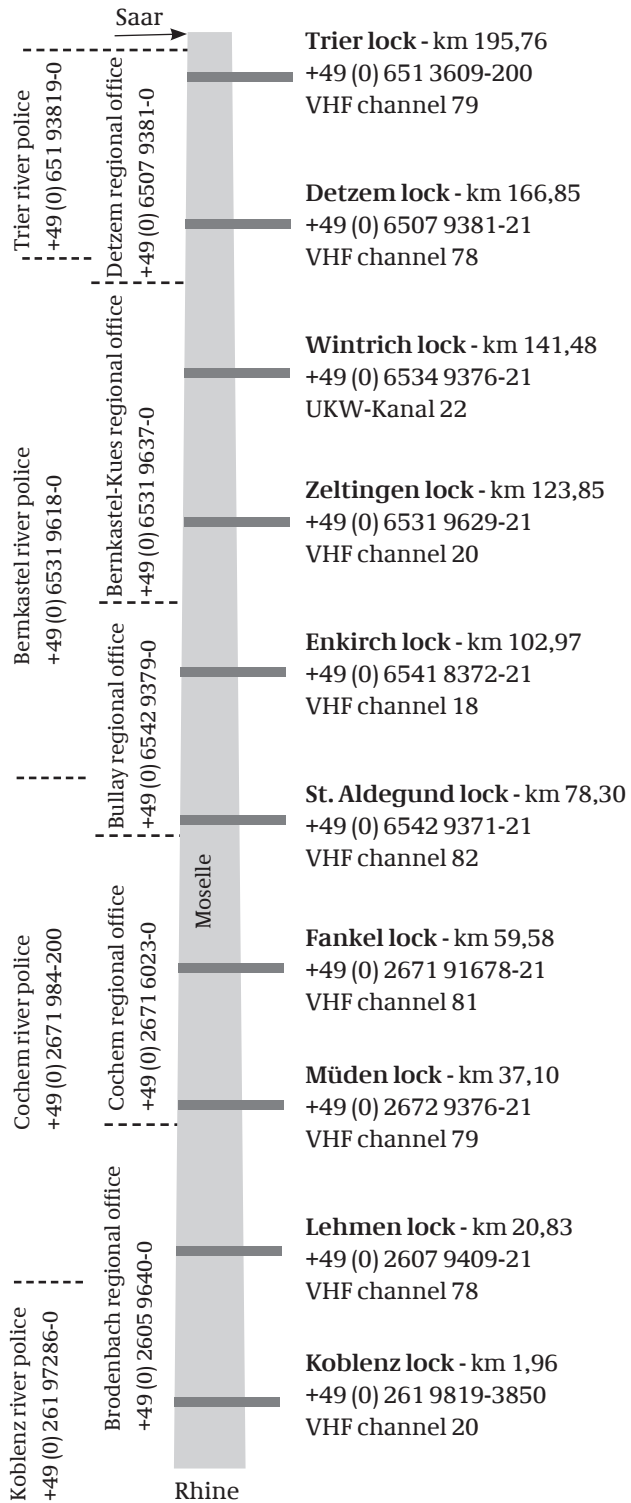 Saar
Trier lock - km 195,76
+49 (0) 651 3609-200
VHF channel 79
Detzem lock - km 166,85
+49 (0) 6507 9381-21
VHF channel 78
Wintrich lock - km 141,48
+49 (0) 6534 9376-21
UKW-Kanal 22
Zeltingen lock - km 123,85
+49 (0) 6531 9629-21
VHF channel 20
Enkirch lock - km 102,97
+49 (0) 6541 8372-21
VHF channel 18
St. Aldegund lock - km 78,30
+49 (0) 6542 9371-21
VHF channel 82
Fankel lock - km 59,58
+49 (0) 2671 91678-21
VHF channel 81
Müden lock - km 37,10
+49 (0) 2672 9376-21
VHF channel 79
Lehmen lock - km 20,83
+49 (0) 2607 9409-21
VHF channel 78
Koblenz lock - km 1,96
+49 (0) 261 9819-3850
VHF channel 20
Trier river police
+49 (0) 651 93819-0
Bernkastel river police
+49 (0) 6531 9618-0
Cochem river police
+49 (0) 2671 984-200
Koblenz river police
+49 (0) 261 97286-0
Detzem regional office
+49 (0) 6507 9381-0
Bernkastel-Kues regional office
+49 (0) 6531 9637-0
Bullay regional office
+49 (0) 6542 9379-0
Cochem regional office
+49 (0) 2671 6023-0
Brodenbach regional office
+49 (0) 2605 9640-0
Moselle
Rhine